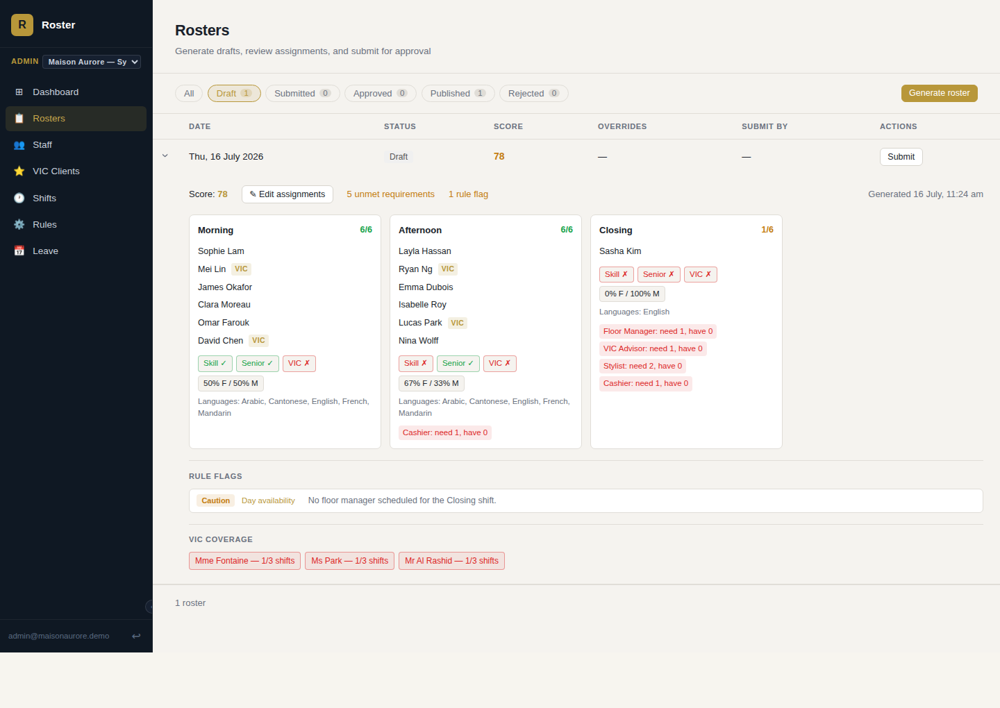 R Roster
ADMIN Maison Aurore — Sy
Dashboard
Rosters
Staff
VIC Clients
Shifts
Rules
Leave
admin@maisonaurore.demo
Rosters
Generate drafts, review assignments, and submit for approval
All Draft 1 Submitted 0 Approved 0 Published 1 Rejected 0 Generate roster
DATE STATUS SCORE OVERRIDES SUBMIT BY ACTIONS
Thu, 16 July 2026 Draft 78 — — Submit
Score: 78 ✎ Edit assignments 5 unmet requirements 1 rule flag Generated 16 July, 11:24 am
Morning 6/6
Sophie Lam
Mei Lin VIC
James Okafor
Clara Moreau
Omar Farouk
David Chen VIC
Skill ✓ Senior ✓ VIC ✗
50% F / 50% M
Languages: Arabic, Cantonese, English, French,
Mandarin
Afternoon 6/6
Layla Hassan
Ryan Ng VIC
Emma Dubois
Isabelle Roy
Lucas Park VIC
Nina Wolff
Skill ✗ Senior ✓ VIC ✗
67% F / 33% M
Languages: Arabic, Cantonese, English, French,
Mandarin
Cashier: need 1, have 0
Closing 1/6
Sasha Kim
Skill ✗ Senior ✗ VIC ✗
0% F / 100% M
Languages: English
Floor Manager: need 1, have 0
VIC Advisor: need 1, have 0
Stylist: need 2, have 0
Cashier: need 1, have 0
RULE FLAGS
Caution Day availability No floor manager scheduled for the Closing shift.
VIC COVERAGE
Mme Fontaine — 1/3 shifts Ms Park — 1/3 shifts Mr Al Rashid — 1/3 shifts
1 roster